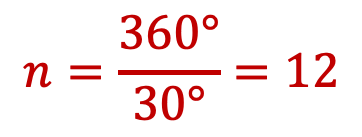 n = 360° / 30° = 12